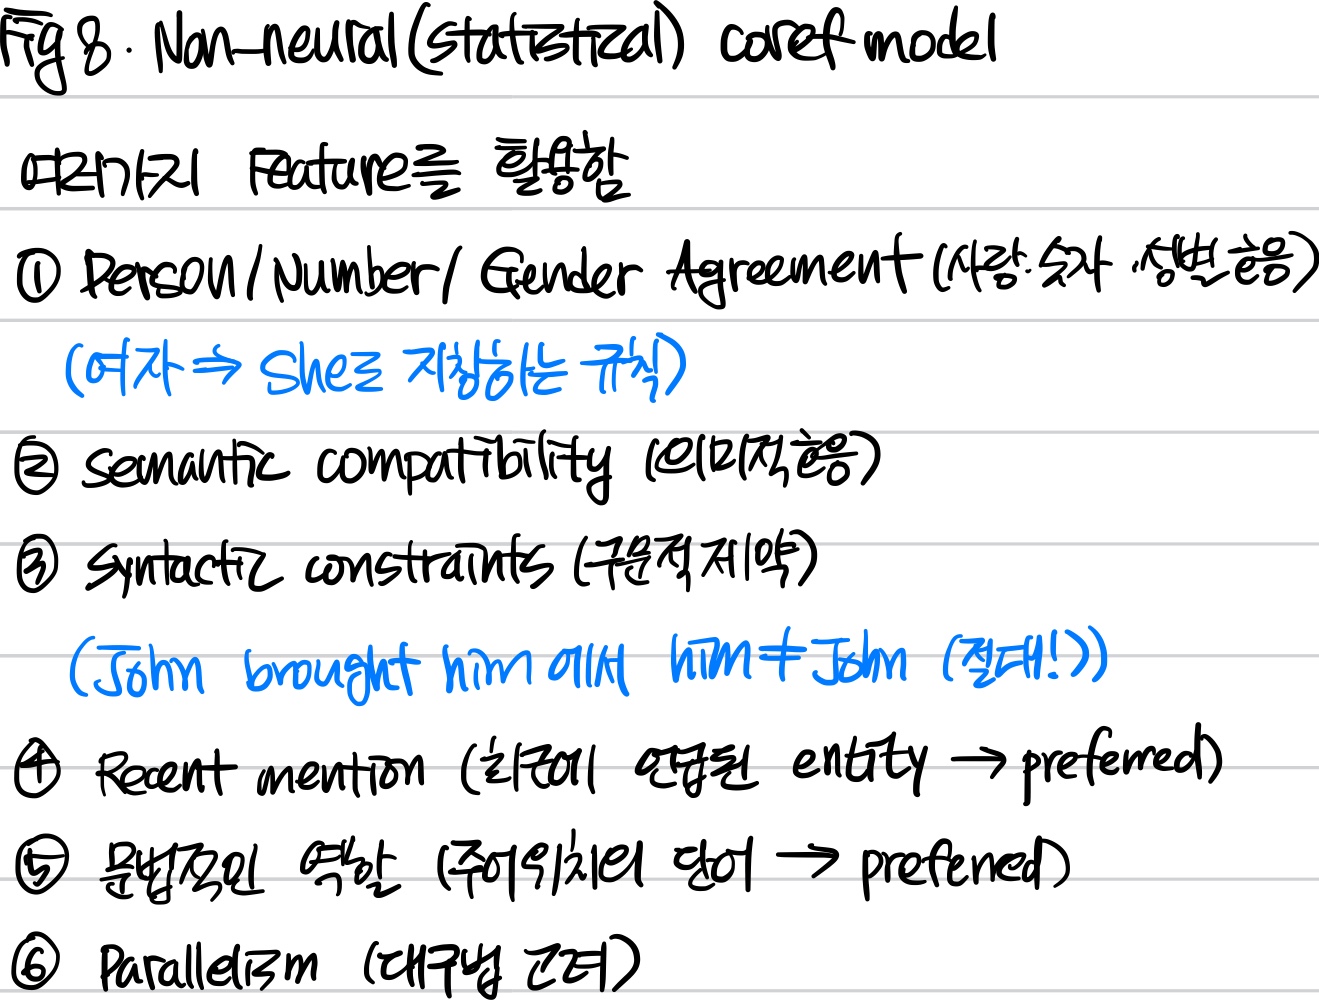 Fig 8. Non-neural(statistical) coref model
여러가지 Feature를 활용함
① Person/Number/Gender Agreement (사람.숫자.성별 호응)
(여자 ⇒ She로 지칭하는 규칙)
② Semantic compatibility (의미적 호응)
③ Syntactic constraints (구문적 제약)
(John brought him 에서 him ≠ John (절대!))
④ Recent mention (최근에 언급된 entity → preferred)
⑤ 문법적인 역할 (주어위치의 단어 → preferred)
⑥ Parallelism (대구법 고려)